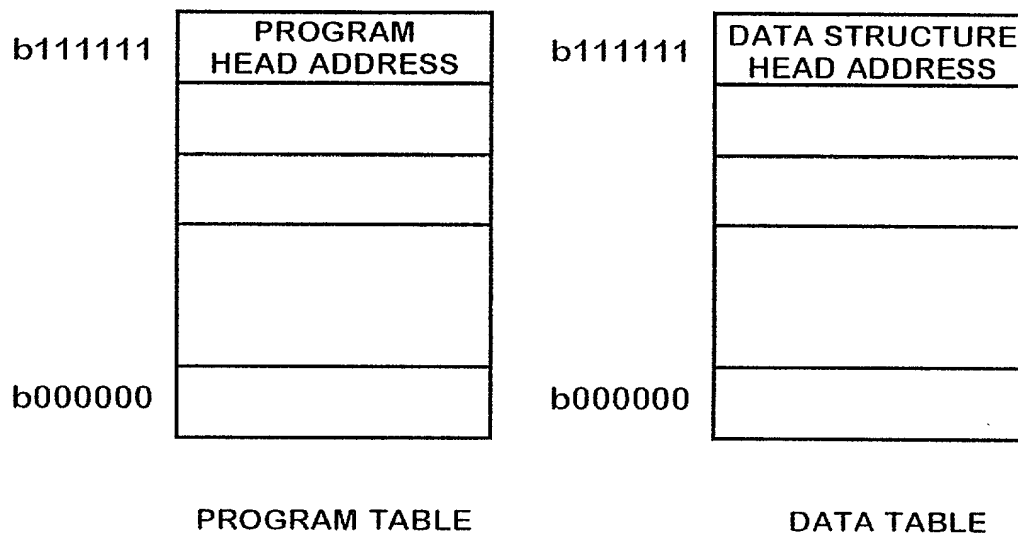 b111111
PROGRAM
HEAD ADDRESS
b000000
PROGRAM TABLE
b111111
DATA STRUCTURE
HEAD ADDRESS
b000000
DATA TABLE